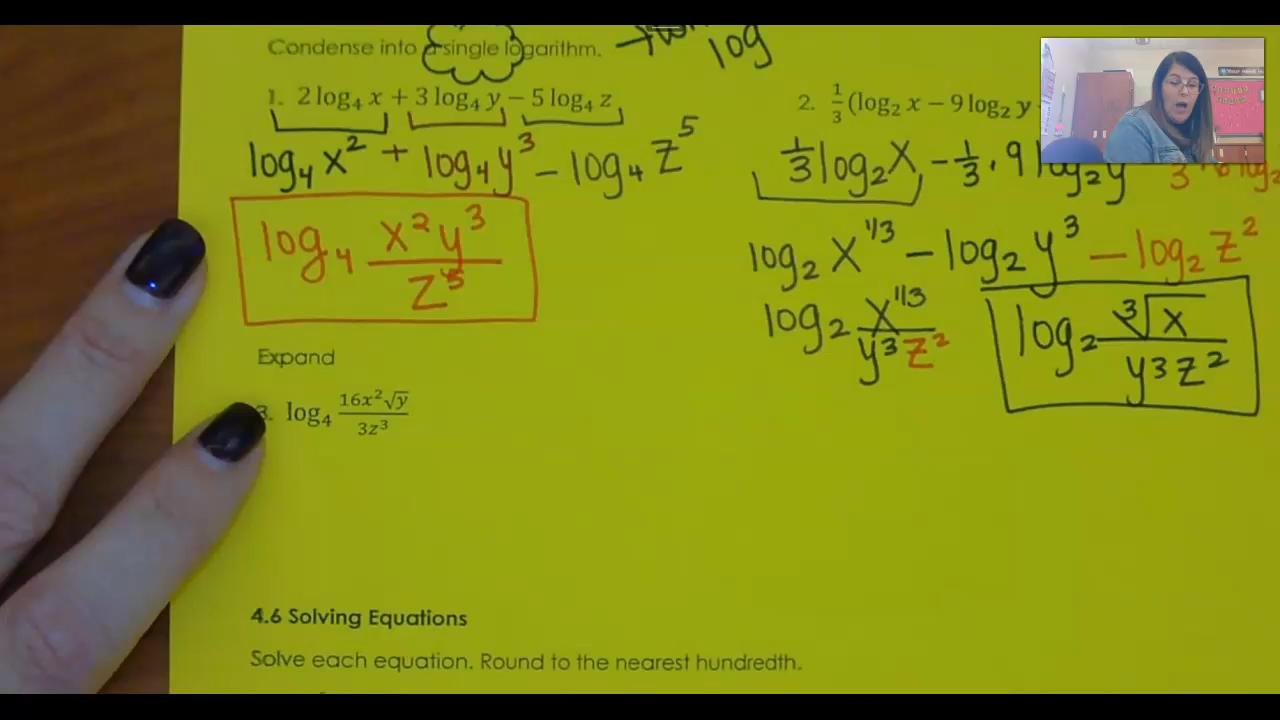 Condense into a single logarithm.
log
1. 2 log₄ x + 3 log₄ y − 5 log₄ z
log₄ x² + log₄ y³ − log₄ z⁵
log₄ x²y³/z⁵
2. 1/3 (log₂ x − 9 log₂ y
1/3 log₂ x − 1/3 · 9 log₂ y
log₂ x^1/3 − log₂ y³ − log₂ z²
log₂ x^1/3 / y³z²
log₂ ∛x / y³z²
Expand
3. log₄ 16x²√y / 3z³
4.6 Solving Equations
Solve each equation. Round to the nearest hundredth.